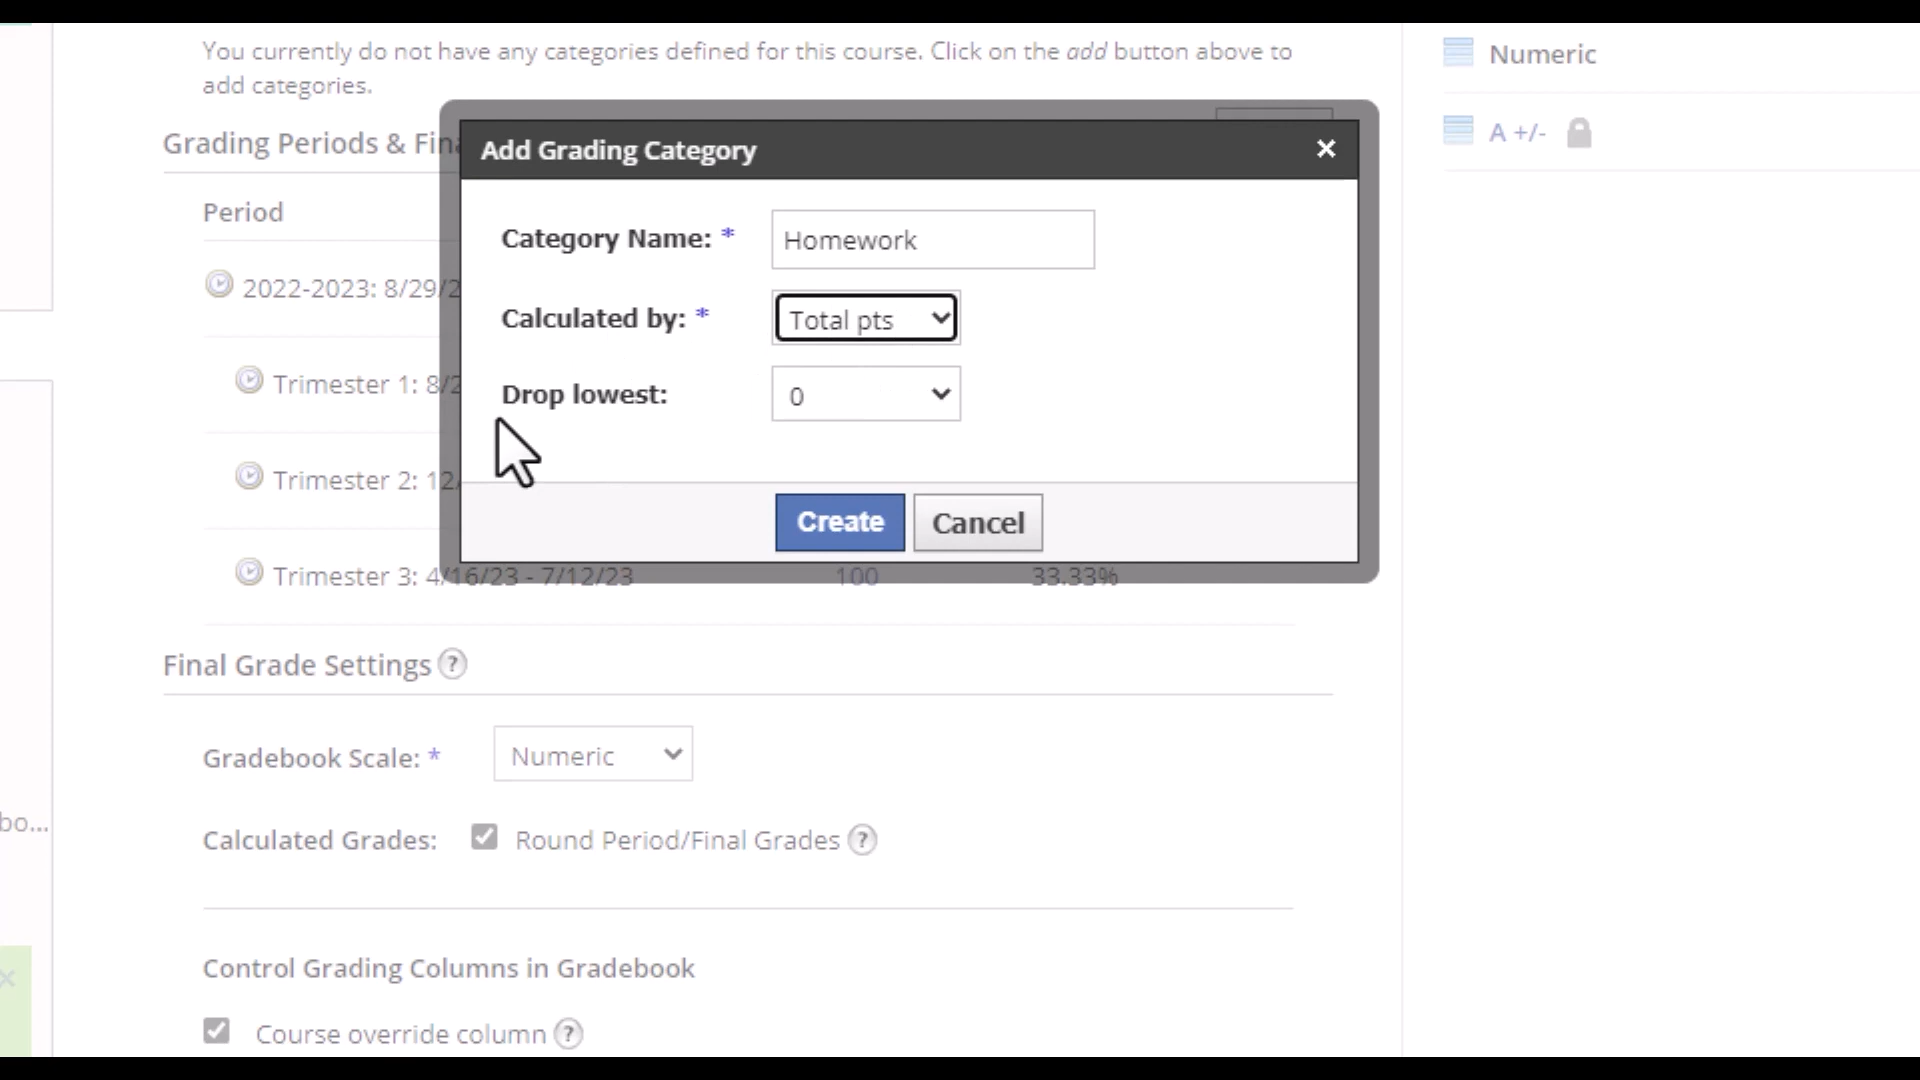 You currently do not have any categories defined for this course. Click on the add button above to
add categories.
Numeric
A +/-
Grading Periods & Fin
Add Grading Category
×
Period
Category Name: *
Homework
2022-2023: 8/29/2
Calculated by: *
Total pts
Trimester 1: 8/2
Drop lowest:
0
Trimester 2: 12/
Create
Cancel
Trimester 3: 4/16/23 - 7/12/23
100
33.33%
Final Grade Settings ?
Gradebook Scale: *
Numeric
bo...
Calculated Grades:
Round Period/Final Grades ?
Control Grading Columns in Gradebook
×
Course override column ?